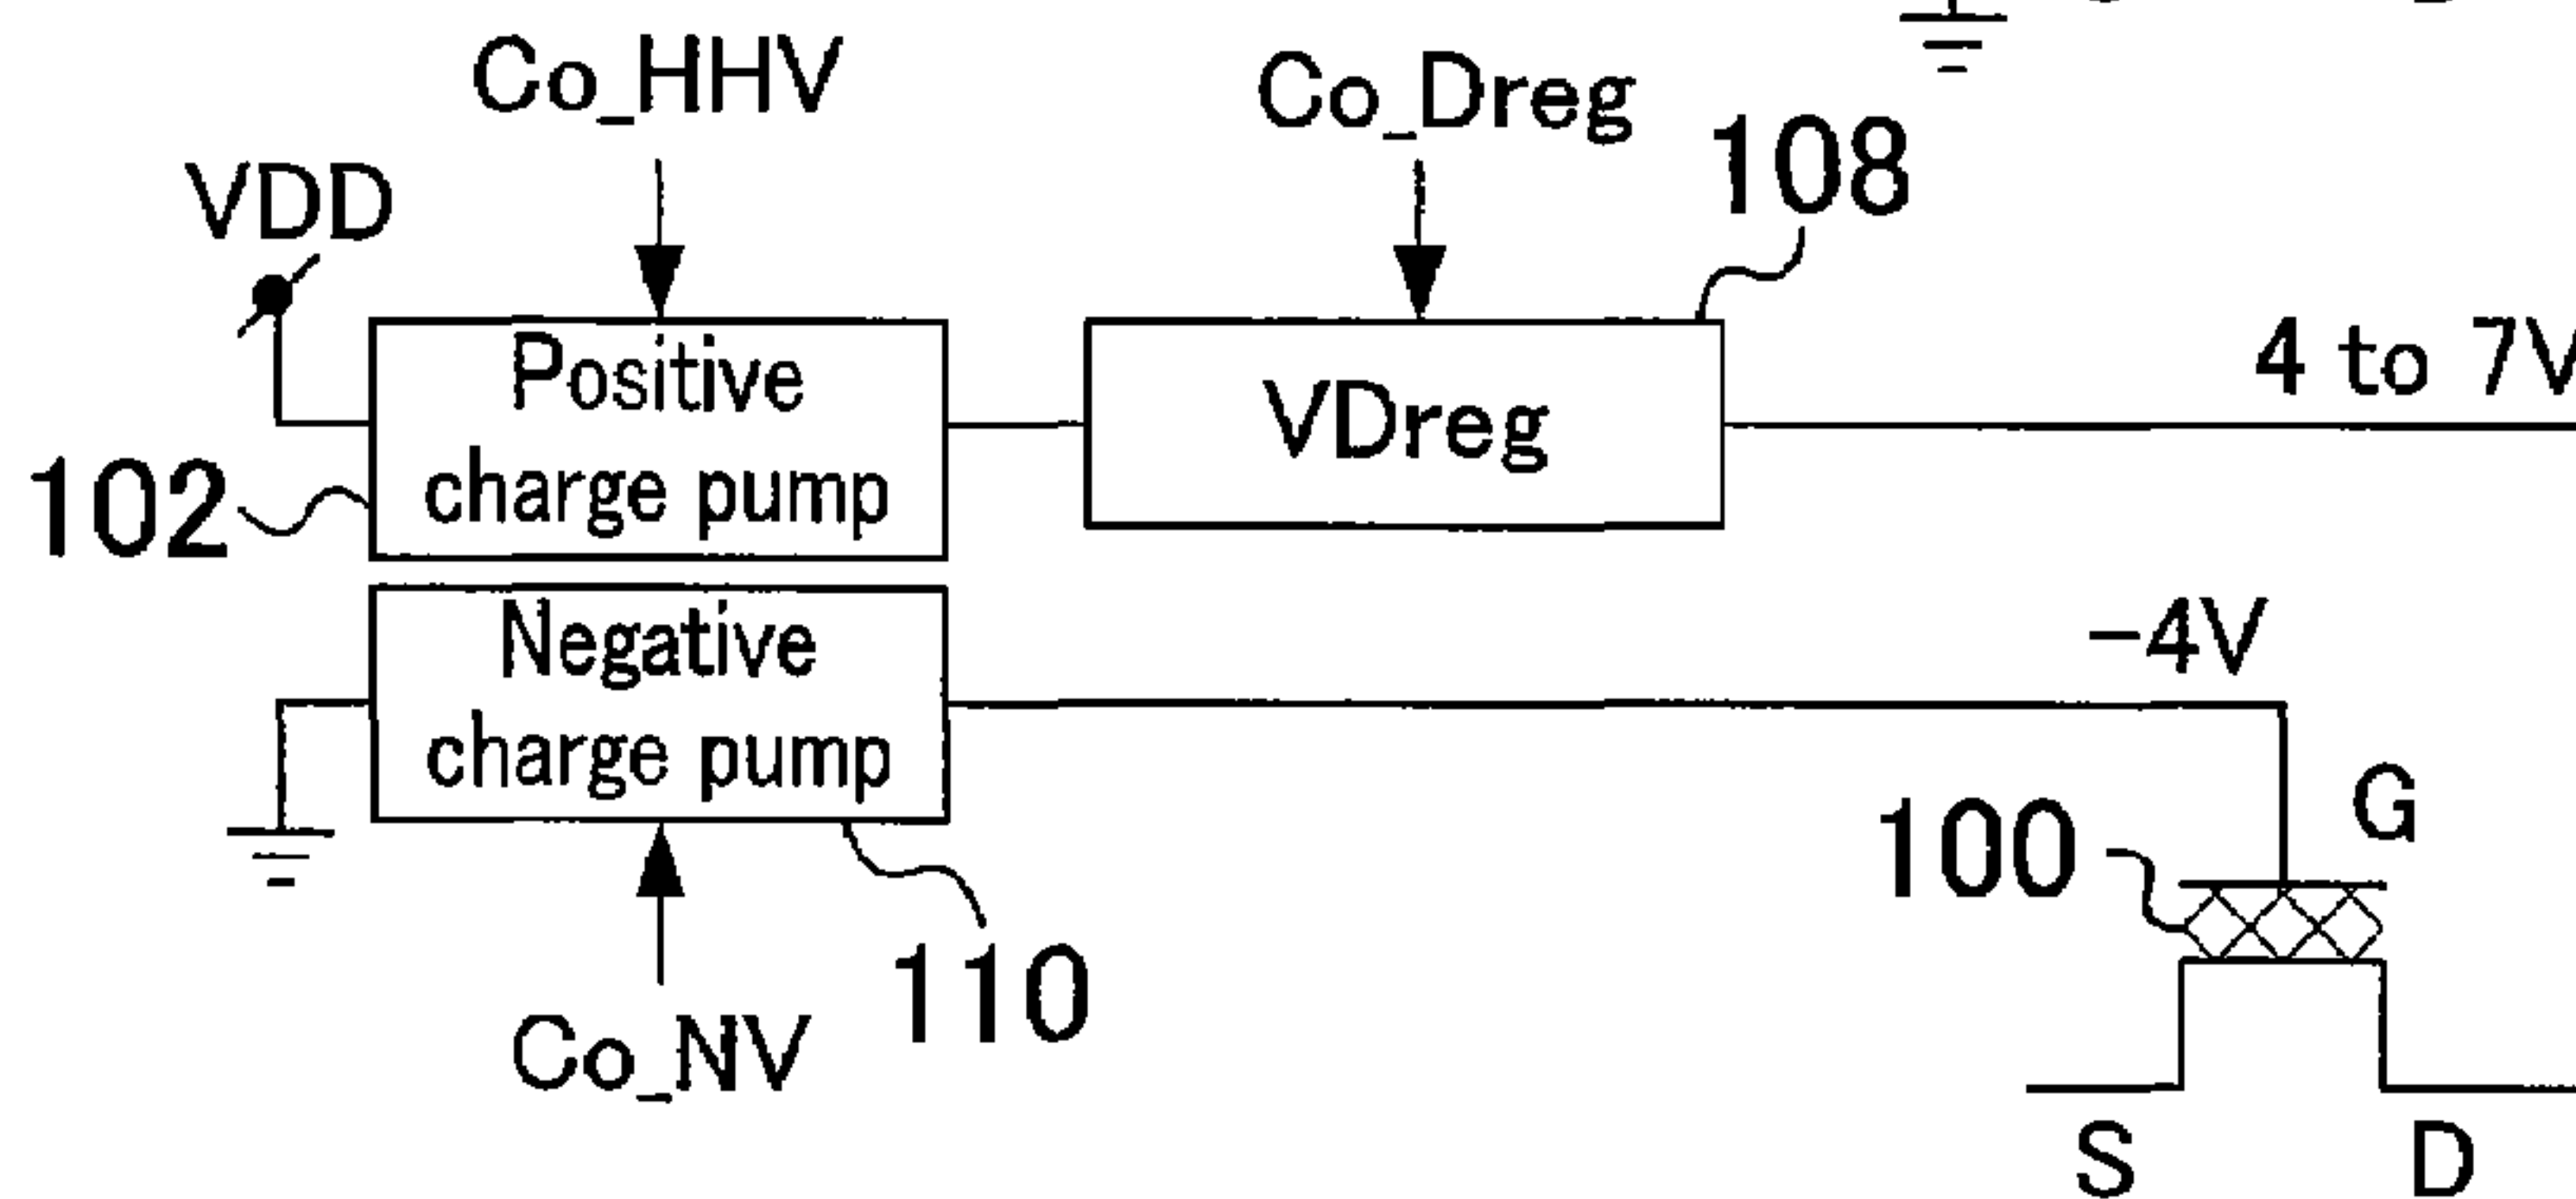 Co_HHV
Co_Dreg
108
VDD
Positive
charge pump
VDreg
4 to 7V
102
Negative
charge pump
-4V
G
100
110
Co_NV
S
D